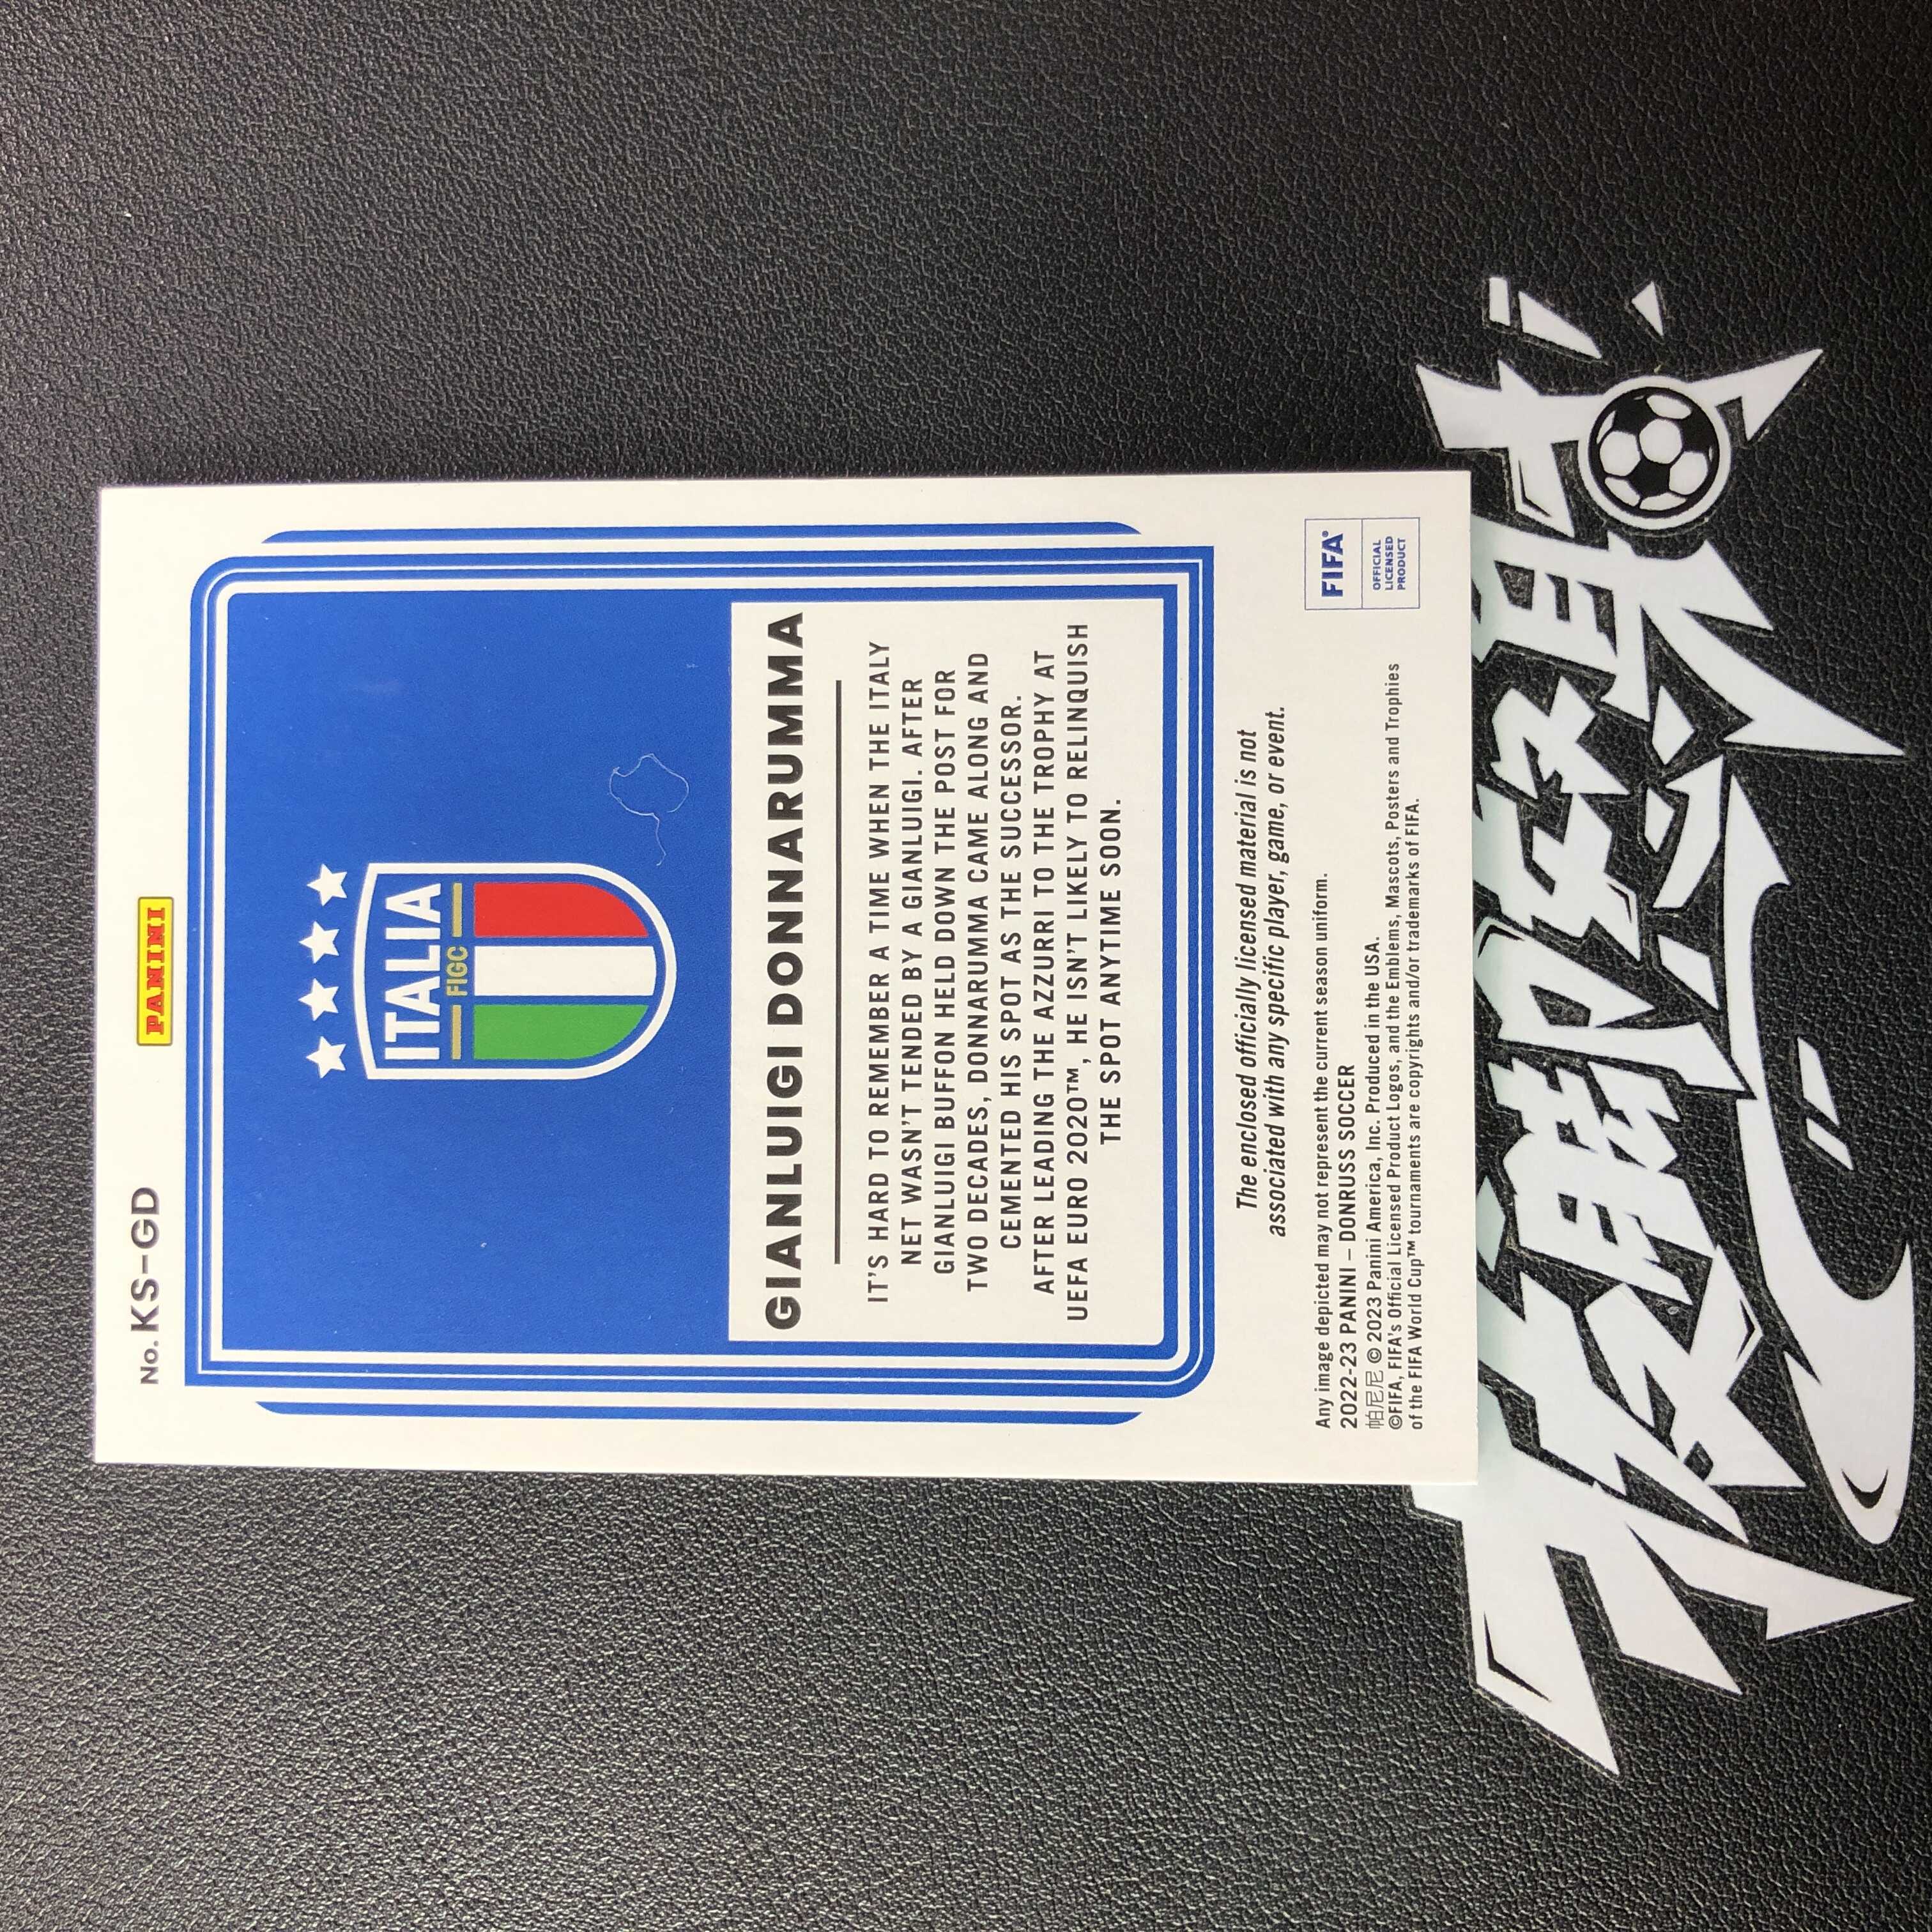 No. KS-GD
PANINI
ITALIA
FIGC
GIANLUIGI DONNARUMMA
IT'S HARD TO REMEMBER A TIME WHEN THE ITALY
NET WASN'T TENDED BY A GIANLUIGI. AFTER
GIANLUIGI BUFFON HELD DOWN THE POST FOR
TWO DECADES, DONNARUMMA CAME ALONG AND
CEMENTED HIS SPOT AS THE SUCCESSOR.
AFTER LEADING THE AZZURRI TO THE TROPHY AT
UEFA EURO 2020™, HE ISN'T LIKELY TO RELINQUISH
THE SPOT ANYTIME SOON.
The enclosed officially licensed material is not
associated with any specific player, game, or event.
Any image depicted may not represent the current season uniform.
2022-23 PANINI – DONRUSS SOCCER
帕尼尼 © 2023 Panini America, Inc. Produced in the USA.
©FIFA, FIFA's Official Licensed Product Logos, and the Emblems, Mascots, Posters and Trophies
of the FIFA World Cup™ tournaments are copyrights and/or trademarks of FIFA.
FIFA®
OFFICIAL
LICENSED
PRODUCT